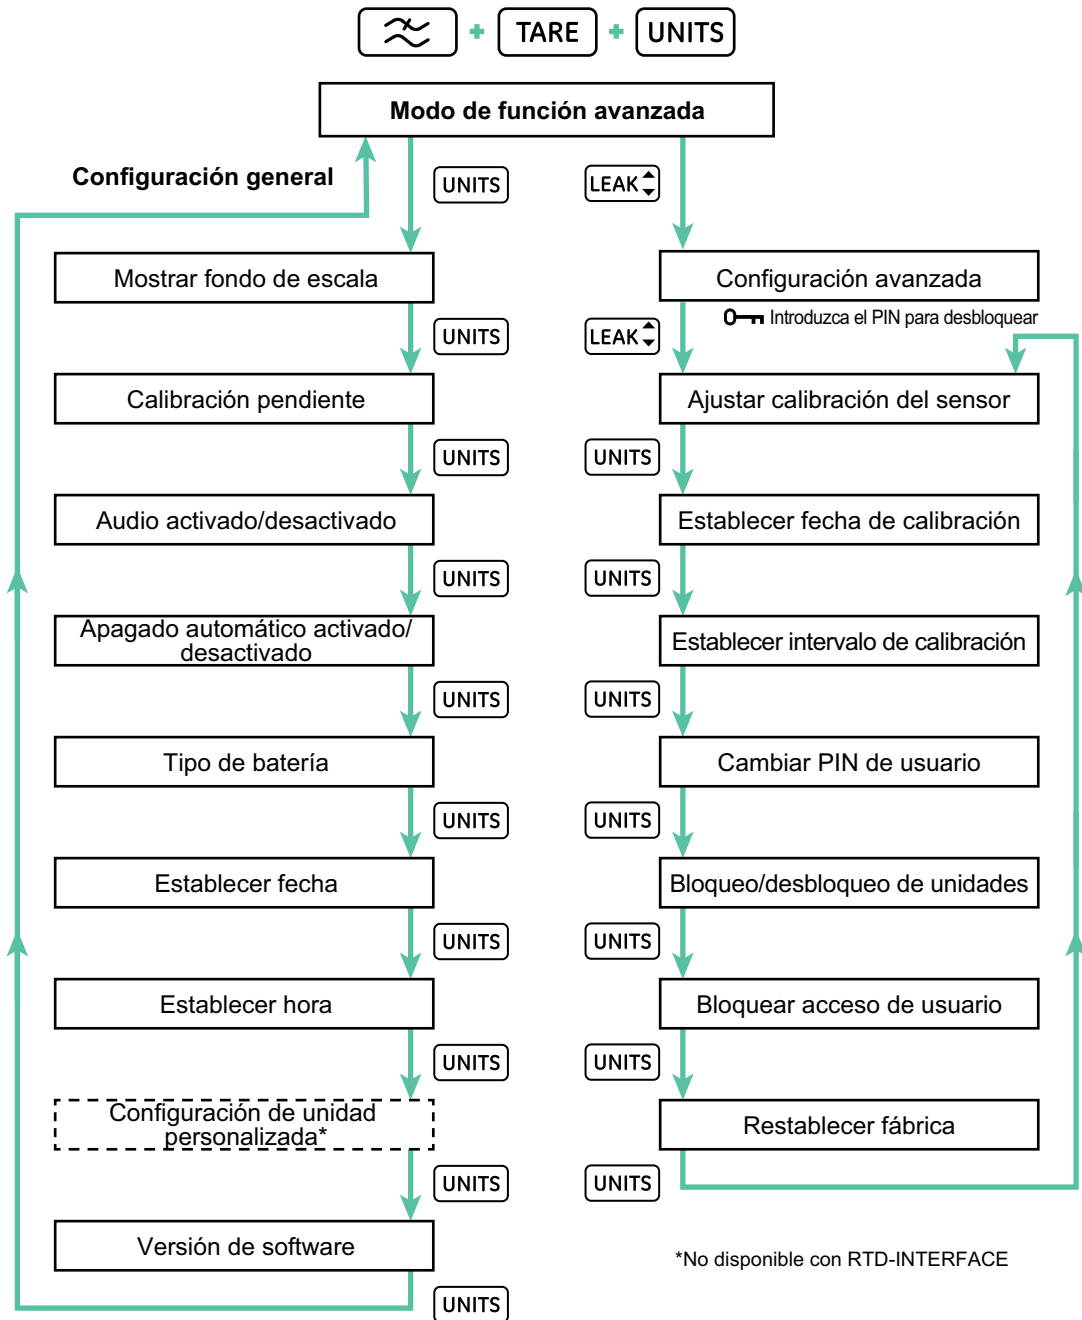 + TARE + UNITS
Modo de función avanzada
Configuración general
UNITS
LEAK
Mostrar fondo de escala
Configuración avanzada
Introduzca el PIN para desbloquear
UNITS
LEAK
Calibración pendiente
Ajustar calibración del sensor
UNITS
UNITS
Audio activado/desactivado
Establecer fecha de calibración
UNITS
UNITS
Apagado automático activado/
desactivado
Establecer intervalo de calibración
UNITS
UNITS
Tipo de batería
Cambiar PIN de usuario
UNITS
UNITS
Establecer fecha
Bloqueo/desbloqueo de unidades
UNITS
UNITS
Establecer hora
Bloquear acceso de usuario
UNITS
UNITS
Configuración de unidad
personalizada*
Restablecer fábrica
UNITS
UNITS
Versión de software
*No disponible con RTD-INTERFACE
UNITS